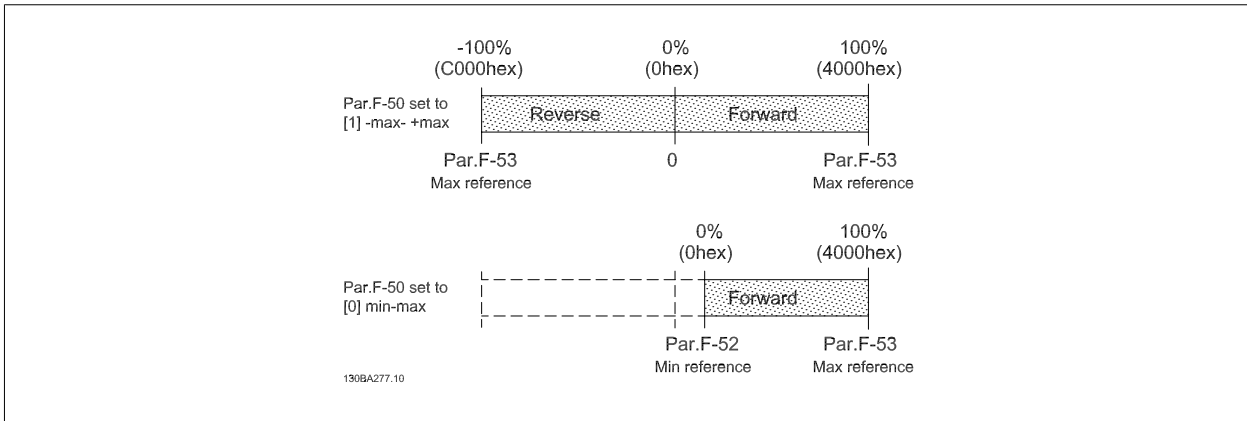 -100% 0% 100%
(C000hex) (0hex) (4000hex)
Par.F-50 set to
[1] -max- +max
Reverse Forward
Par.F-53 0 Par.F-53
Max reference Max reference
0% 100%
(0hex) (4000hex)
Par.F-50 set to
[0] min-max
Forward
Par.F-52 Par.F-53
Min reference Max reference
130BA277.10